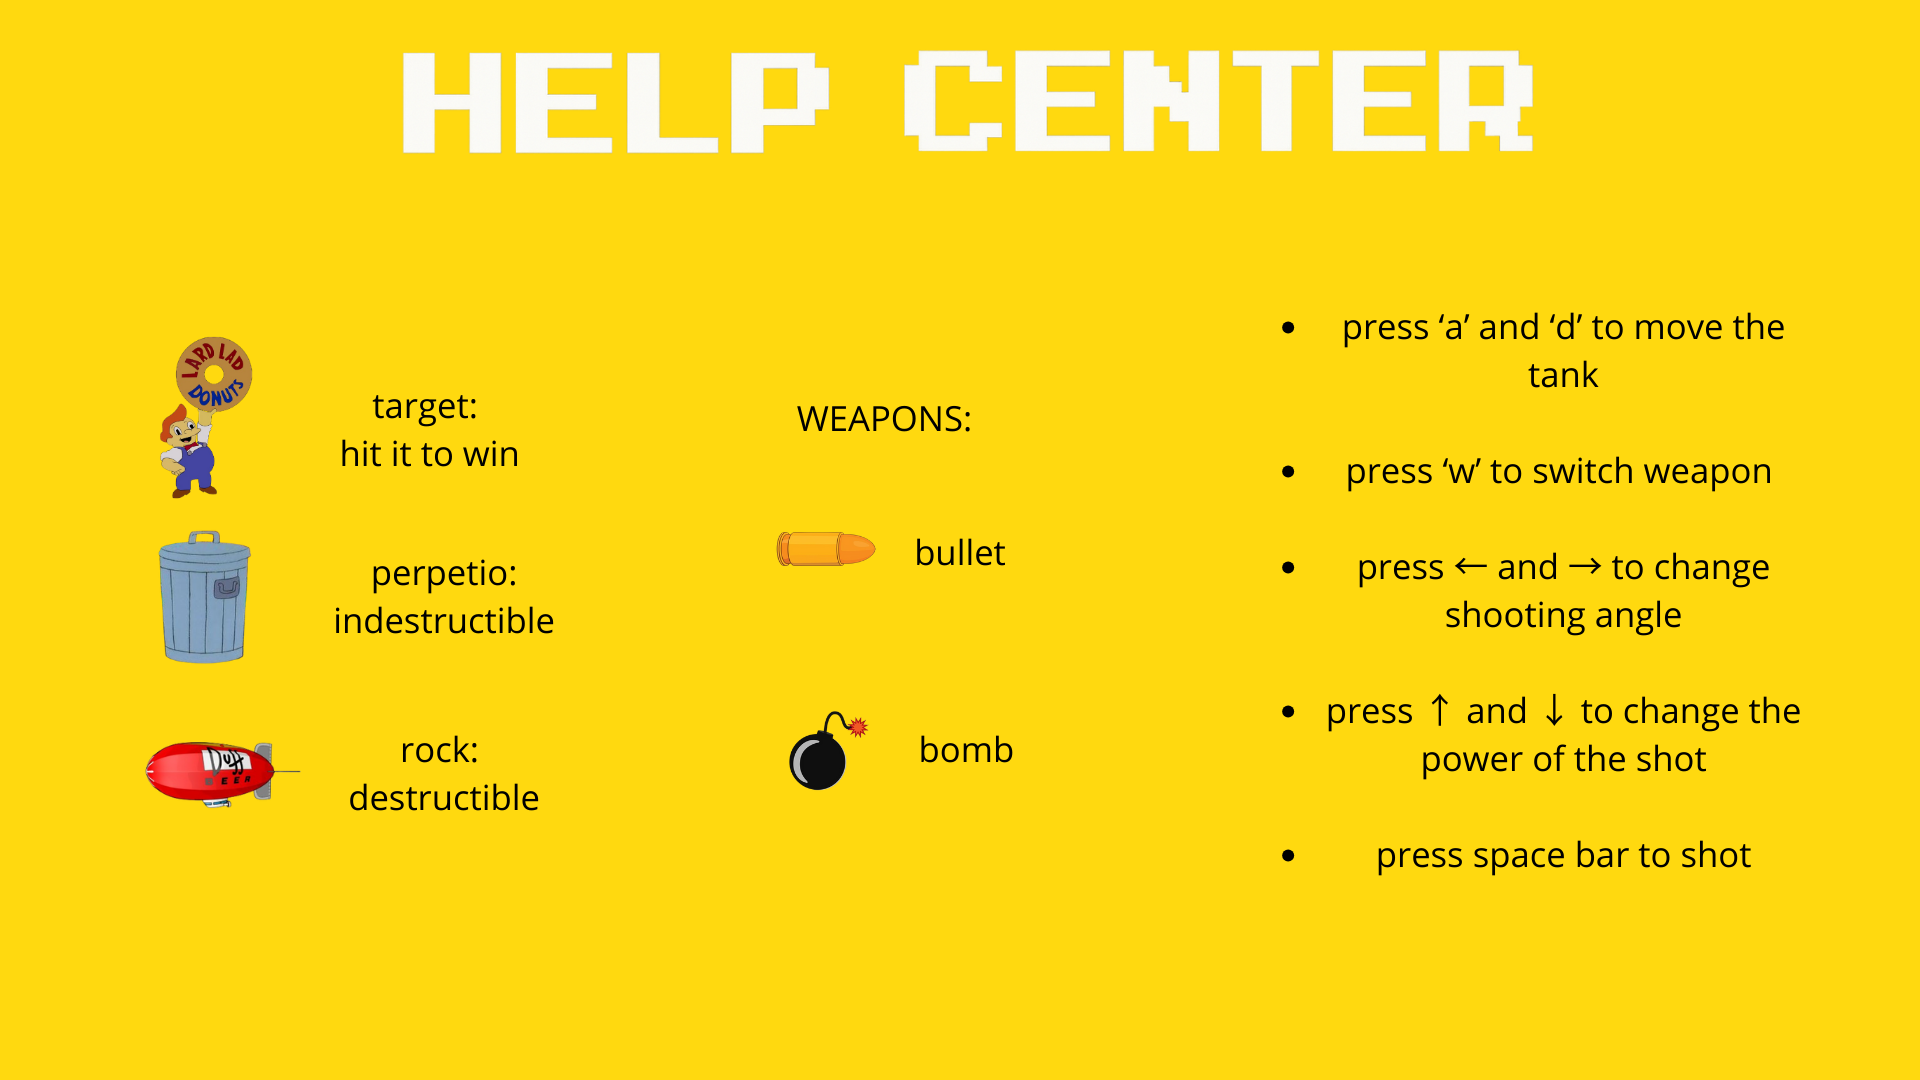 HELP CENTER
LARD LAD
DONUTS
target:
hit it to win
perpetio:
indestructible
Duff
BEER
rock:
destructible
WEAPONS:
bullet
bomb
• press ‘a’ and ‘d’ to move the
tank
• press ‘w’ to switch weapon
• press ← and → to change
shooting angle
• press ↑ and ↓ to change the
power of the shot
• press space bar to shot